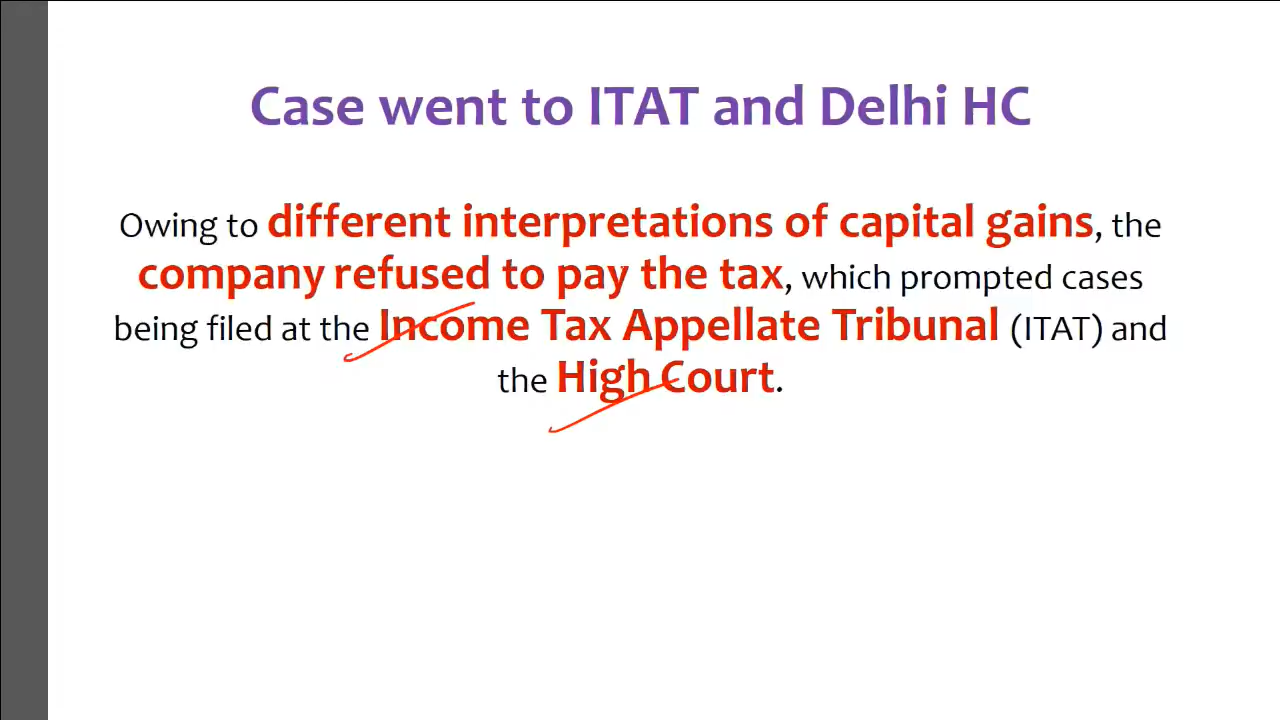 Case went to ITAT and Delhi HC
Owing to different interpretations of capital gains, the
company refused to pay the tax, which prompted cases
being filed at the Income Tax Appellate Tribunal (ITAT) and
the High Court.